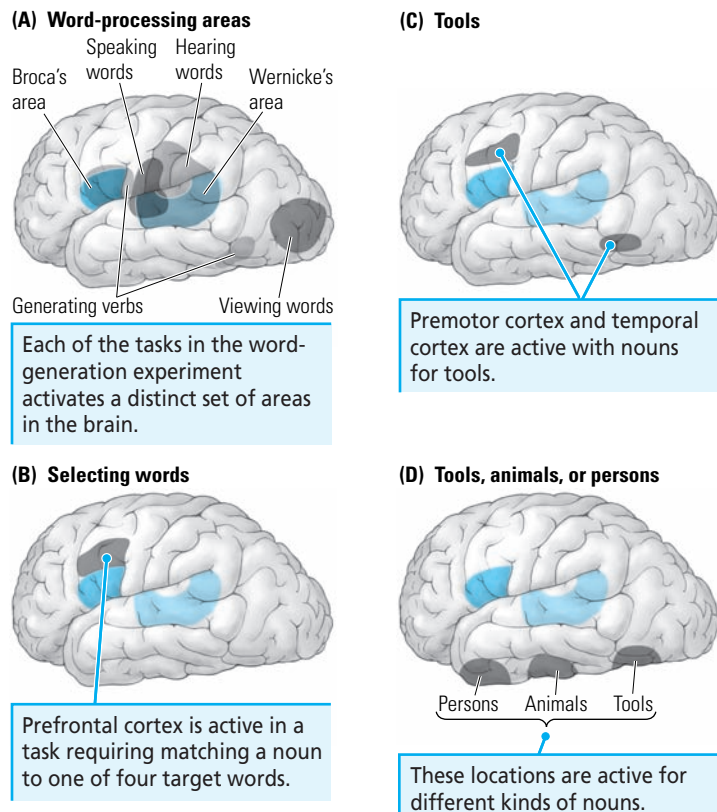 (A) Word-processing areas
Speaking words
Hearing words
Broca's area
Wernicke's area
Generating verbs
Viewing words
Each of the tasks in the word-
generation experiment
activates a distinct set of areas
in the brain.
(B) Selecting words
Prefrontal cortex is active in a
task requiring matching a noun
to one of four target words.
(C) Tools
Premotor cortex and temporal
cortex are active with nouns
for tools.
(D) Tools, animals, or persons
Persons Animals Tools
These locations are active for
different kinds of nouns.